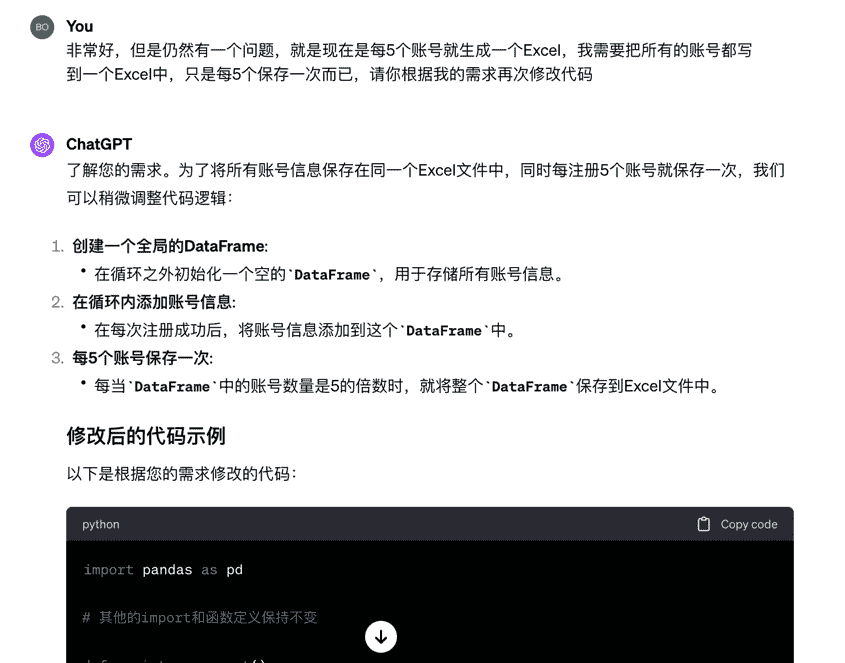 BO
You
非常好，但是仍然有一个问题，就是现在是每5个账号就生成一个Excel，我需要把所有的账号都写
到一个Excel中，只是每5个保存一次而已，请你根据我的需求再次修改代码
ChatGPT
了解您的需求。为了将所有账号信息保存在同一个Excel文件中，同时每注册5个账号就保存一次，我们
可以稍微调整代码逻辑：
1. 创建一个全局的DataFrame:
• 在循环之外初始化一个空的`DataFrame`，用于存储所有账号信息。
2. 在循环内添加账号信息:
• 在每次注册成功后，将账号信息添加到这个`DataFrame`中。
3. 每5个账号保存一次:
• 每当`DataFrame`中的账号数量是5的倍数时，就将整个`DataFrame`保存到Excel文件中。
修改后的代码示例
以下是根据您的需求修改的代码：
python
Copy code
import pandas as pd
# 其他的import和函数定义保持不变